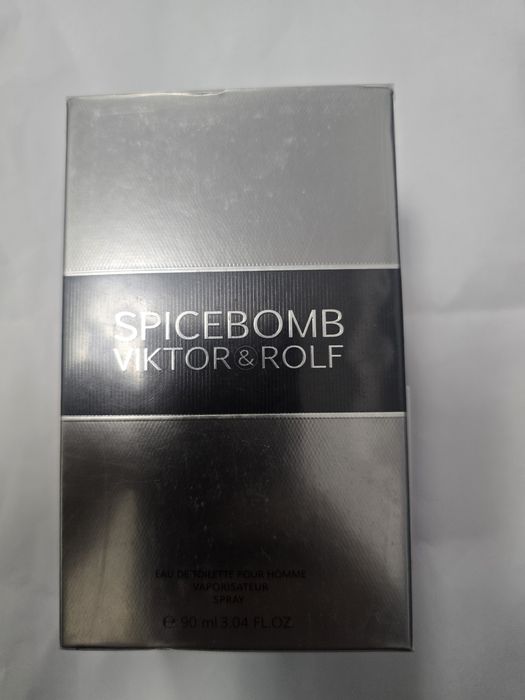 SPICEBOMB
VIKTOR & ROLF
EAU DE TOILETTE POUR HOMME
VAPORISATEUR
SPRAY
℮ 90 ml 3.04 FL.OZ.